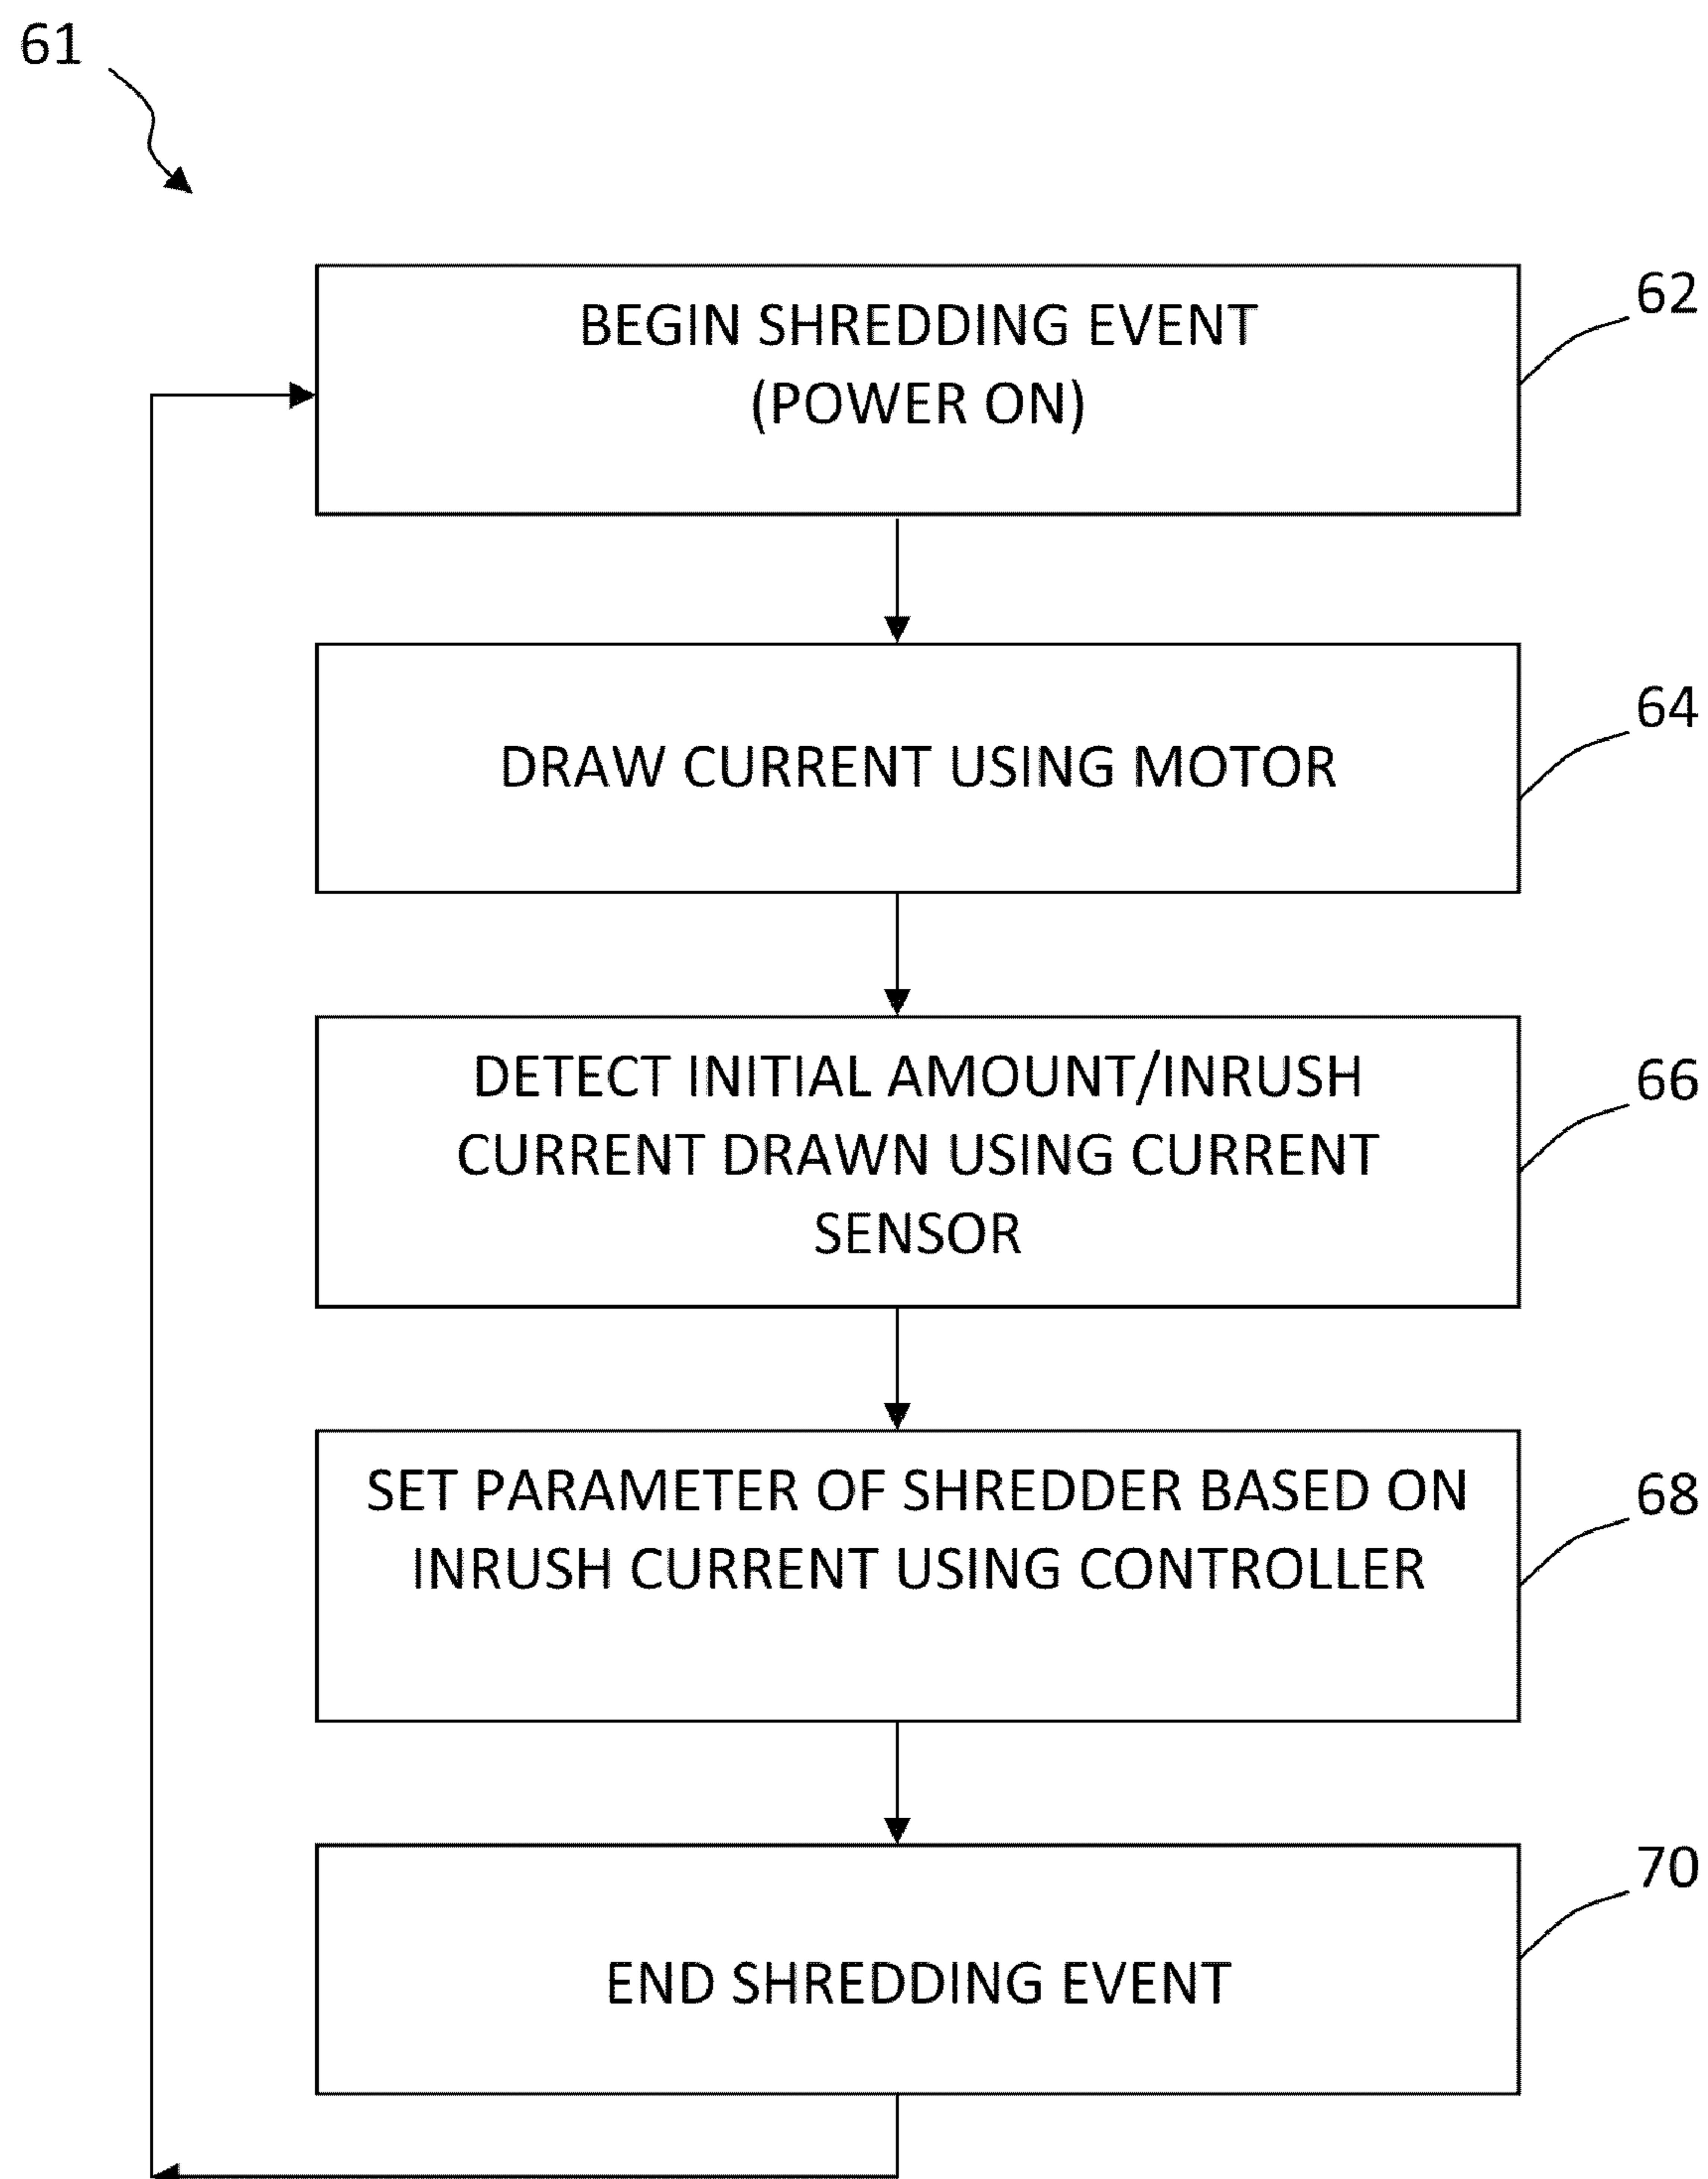 61
BEGIN SHREDDING EVENT
(POWER ON)
62
DRAW CURRENT USING MOTOR
64
DETECT INITIAL AMOUNT/INRUSH
CURRENT DRAWN USING CURRENT
SENSOR
66
SET PARAMETER OF SHREDDER BASED ON
INRUSH CURRENT USING CONTROLLER
68
END SHREDDING EVENT
70